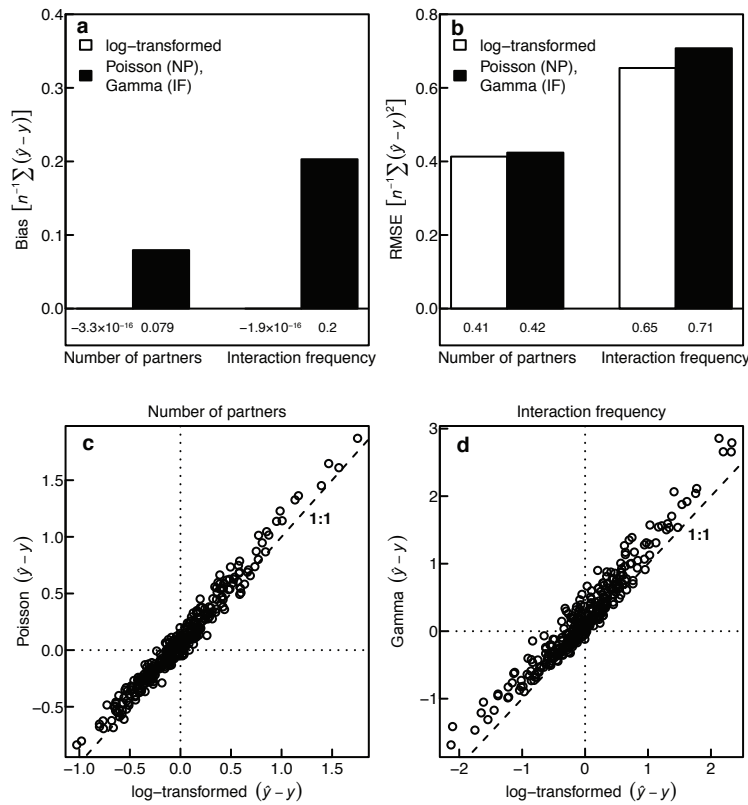 a
log−transformed
Poisson (NP),
Gamma (IF)
Bias [n⁻¹∑(ŷ − y)]
0.4
0.3
0.2
0.1
0.0
−3.3×10⁻¹⁶ 0.079 −1.9×10⁻¹⁶ 0.2
Number of partners Interaction frequency
b
log−transformed
Poisson (NP),
Gamma (IF)
RMSE [n⁻¹∑(ŷ − y)²]
0.8
0.6
0.4
0.2
0.0
0.41 0.42 0.65 0.71
Number of partners Interaction frequency
Number of partners
c
1:1
Poisson (ŷ − y)
1.5
1.0
0.5
0.0
−0.5
−1.0 −0.5 0.0 0.5 1.0 1.5
log−transformed (ŷ − y)
Interaction frequency
d
1:1
Gamma (ŷ − y)
3
2
1
0
−1
−2 −1 0 1 2
log−transformed (ŷ − y)